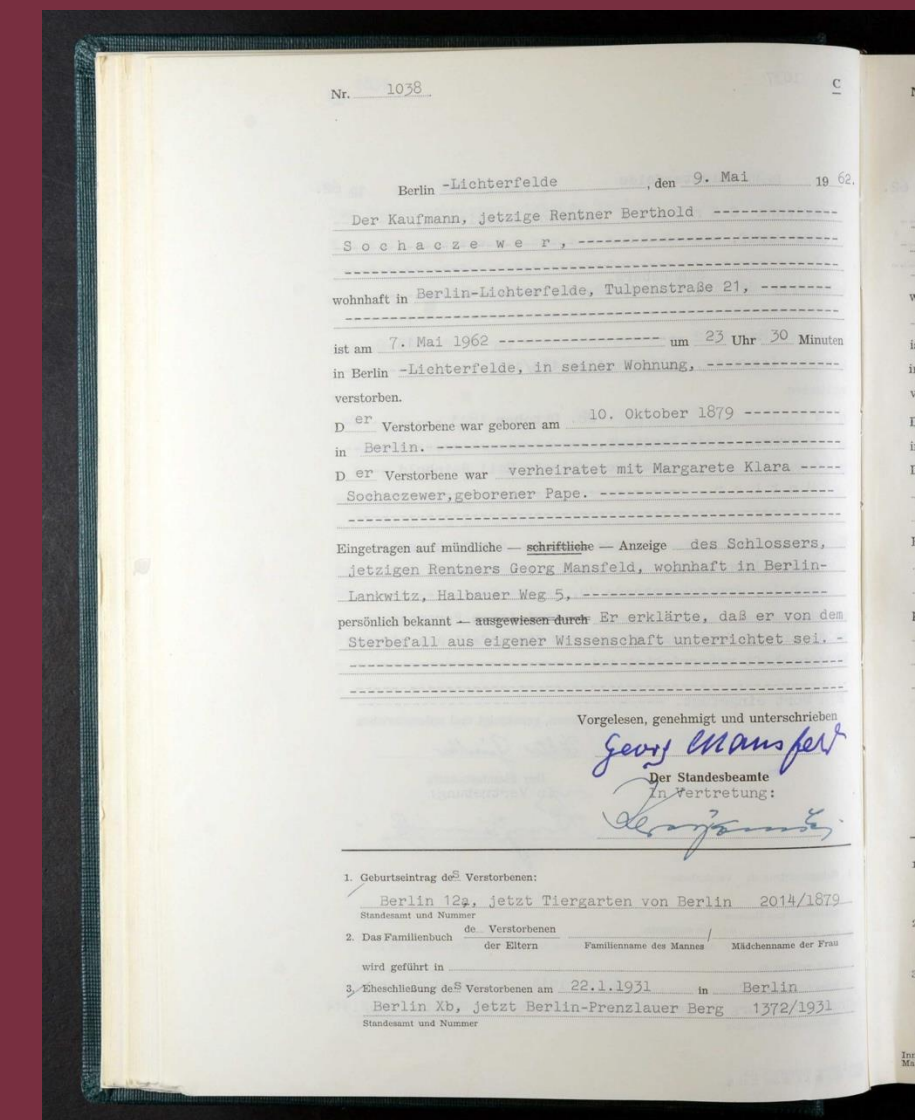 Nr. 1038
C
Berlin -Lichterfelde , den 9. Mai 19 62.
Der Kaufmann, jetzige Rentner Berthold --------------
S o c h a c z e w e r , -----------------------------
wohnhaft in Berlin-Lichterfelde, Tulpenstraße 21, --------
ist am 7. Mai 1962 ------------------ um 23 Uhr 30 Minuten
in Berlin -Lichterfelde, in seiner Wohnung, ---------------
verstorben.
D er Verstorbene war geboren am 10. Oktober 1879 -----------
in Berlin. ---------------------------------------------
D er Verstorbene war verheiratet mit Margarete Klara -----
Sochaczewer,geborener Pape. --------------------------
Eingetragen auf mündliche — schriftliche — Anzeige des Schlossers,
jetzigen Rentners Georg Mansfeld, wohnhaft in Berlin-
Lankwitz, Halbauer Weg 5, ---------------------------
persönlich bekannt — ausgewiesen durch Er erklärte, daß er von dem
Sterbefall aus eigener Wissenschaft unterrichtet sei. -
Vorgelesen, genehmigt und unterschrieben
Georg Mansfeld
Der Standesbeamte
In Vertretung:
1. Geburtseintrag des Verstorbenen:
Berlin 12a, jetzt Tiergarten von Berlin 2014/1879
Standesamt und Nummer
2. Das Familienbuch de Verstorbenen
der Eltern Familienname des Mannes / Mädchenname der Frau
wird geführt in
3. Eheschließung des Verstorbenen am 22.1.1931 in Berlin
Berlin Xb, jetzt Berlin-Prenzlauer Berg 1372/1931
Standesamt und Nummer